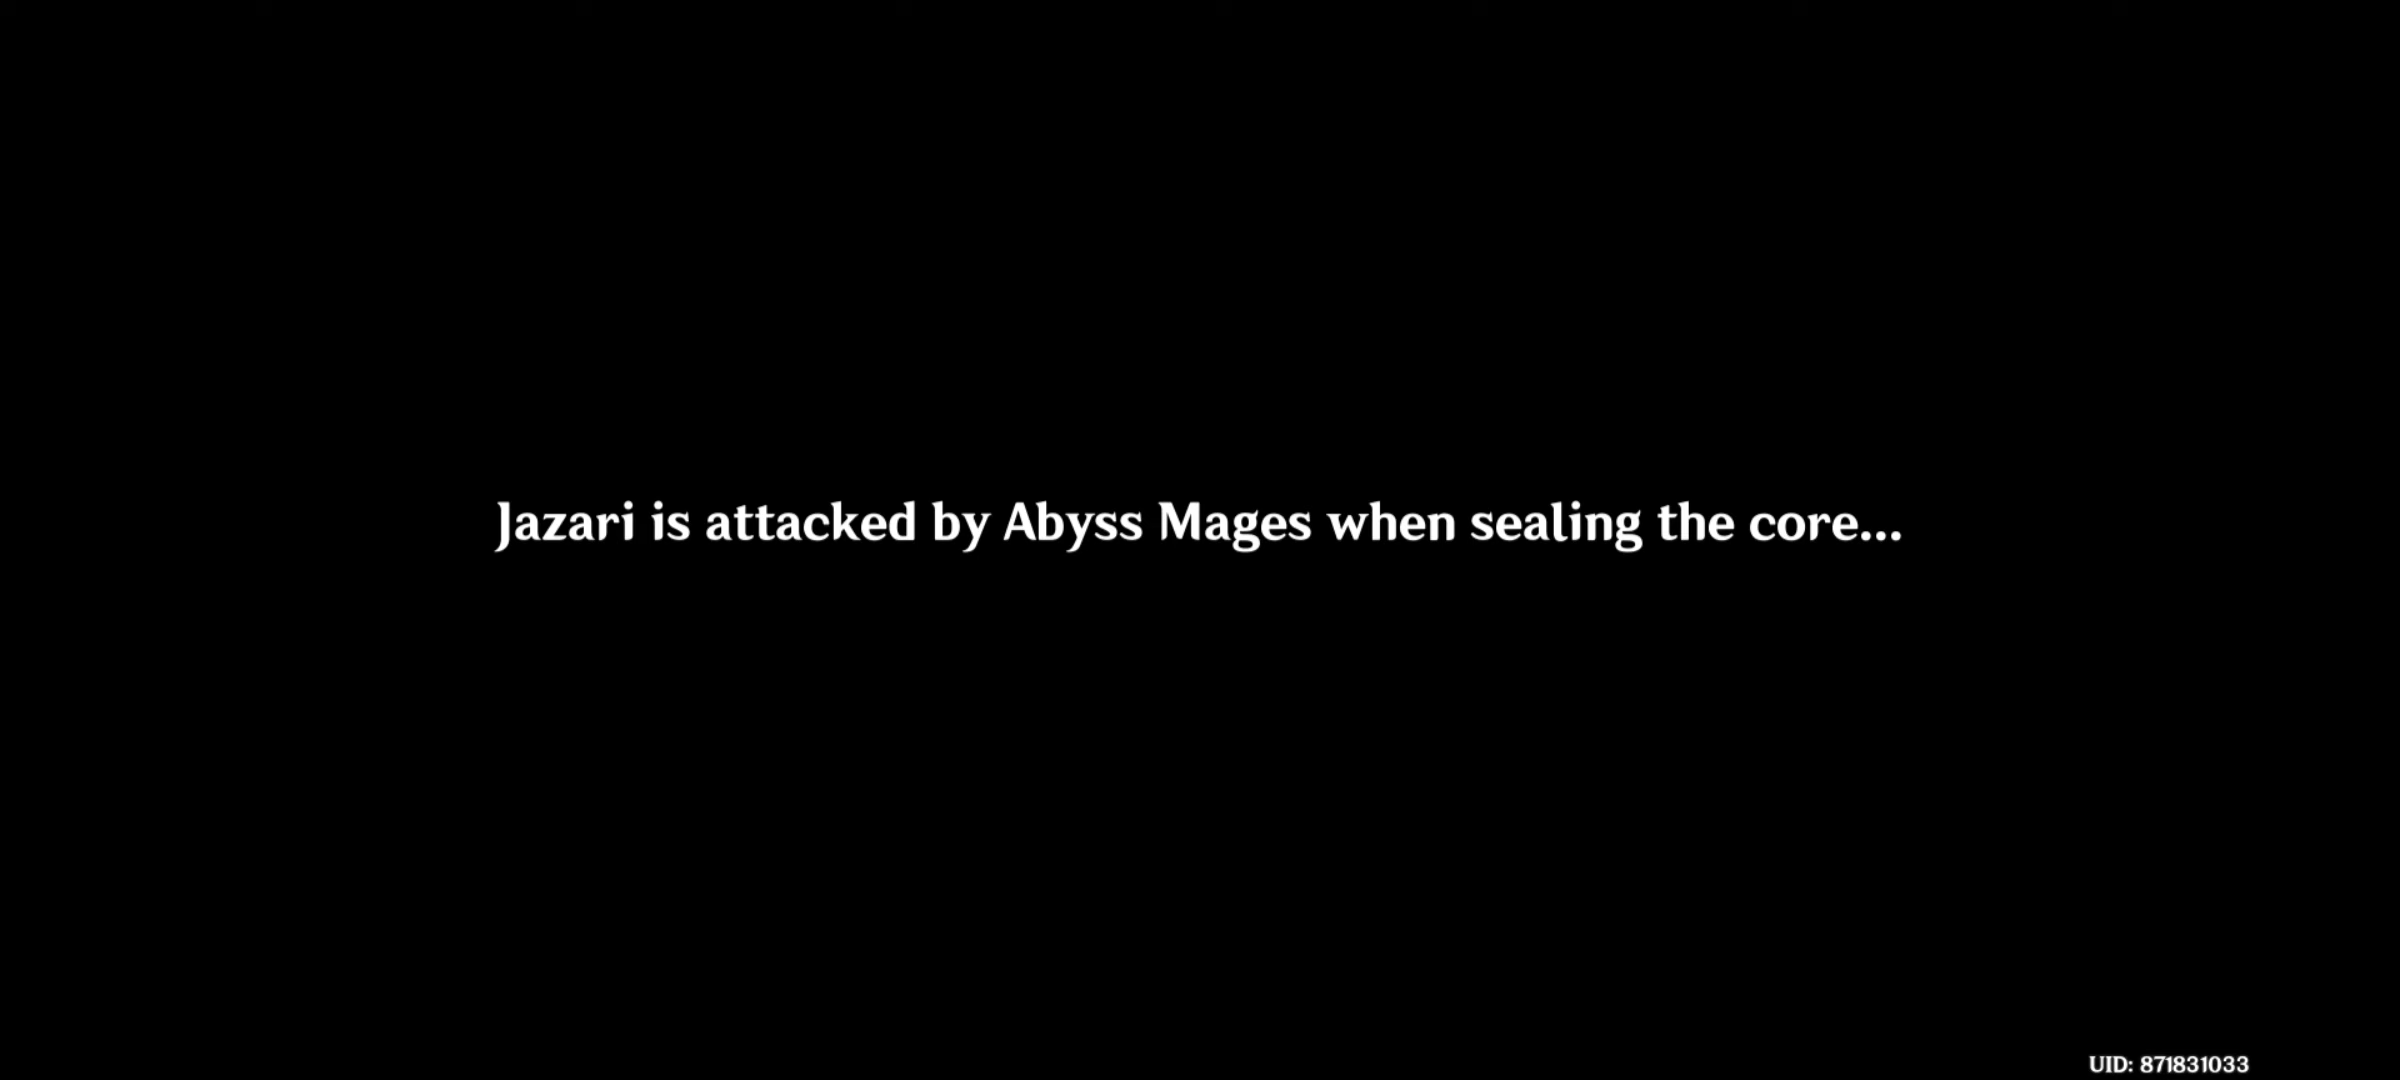 Jazari is attacked by Abyss Mages when sealing the core...
UID: 871831033